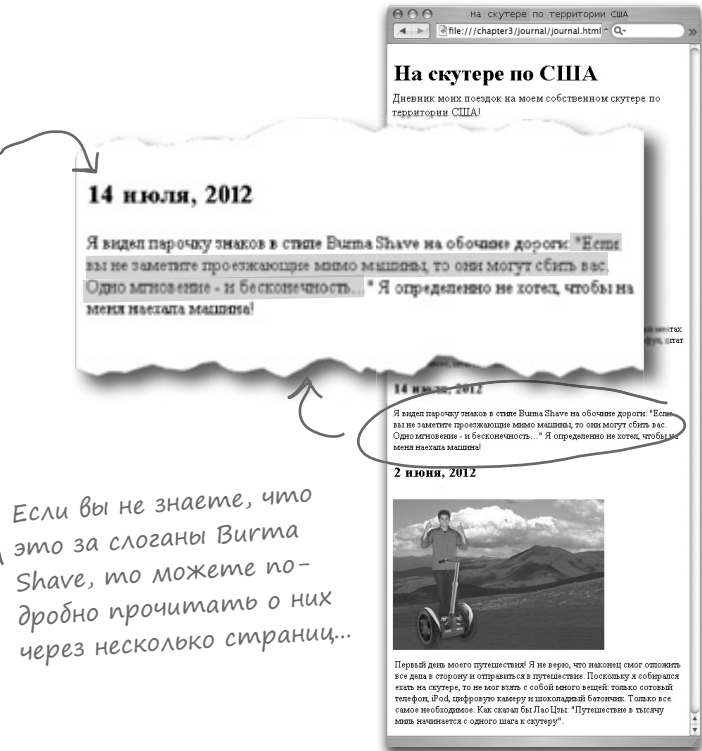 На скутере по территории США
file:///chapter3/journal/journal.html
На скутере по США
Дневник моих поездок на моем собственном скутере по
территории США!
14 июля, 2012
Я видел парочку знаков в стиле Burma Shave на обочине дороги: "Если
вы не заметите проезжающие мимо машины, то они могут сбить вас.
Одно мгновение - и бесконечность..." Я определенно не хотел, чтобы на
меня наехала машина!
местах:
штат
14 июля, 2012
Я видел парочку знаков в стиле Burma Shave на обочине дороги: "Если
вы не заметите проезжающие мимо машины, то они могут сбить вас.
Одно мгновение - и бесконечность..." Я определенно не хотел, чтобы на
меня наехала машина!
2 июня, 2012
Если вы не знаете, что
это за слоганы Burma
Shave, то можете по-
дробно прочитать о них
через несколько страниц...
Первый день моего путешествия! Я не верю, что наконец смог отложить
все дела в сторону и отправиться в путешествие. Поскольку я собирался
ехать на скутере, то не мог взять с собой много вещей: только сотовый
телефон, iPod, цифровую камеру и шоколадный батончик. Только все
самое необходимое. Как сказал бы Лао Цзы: "Путешествие в тысячу
миль начинается с одного шага к скутеру".